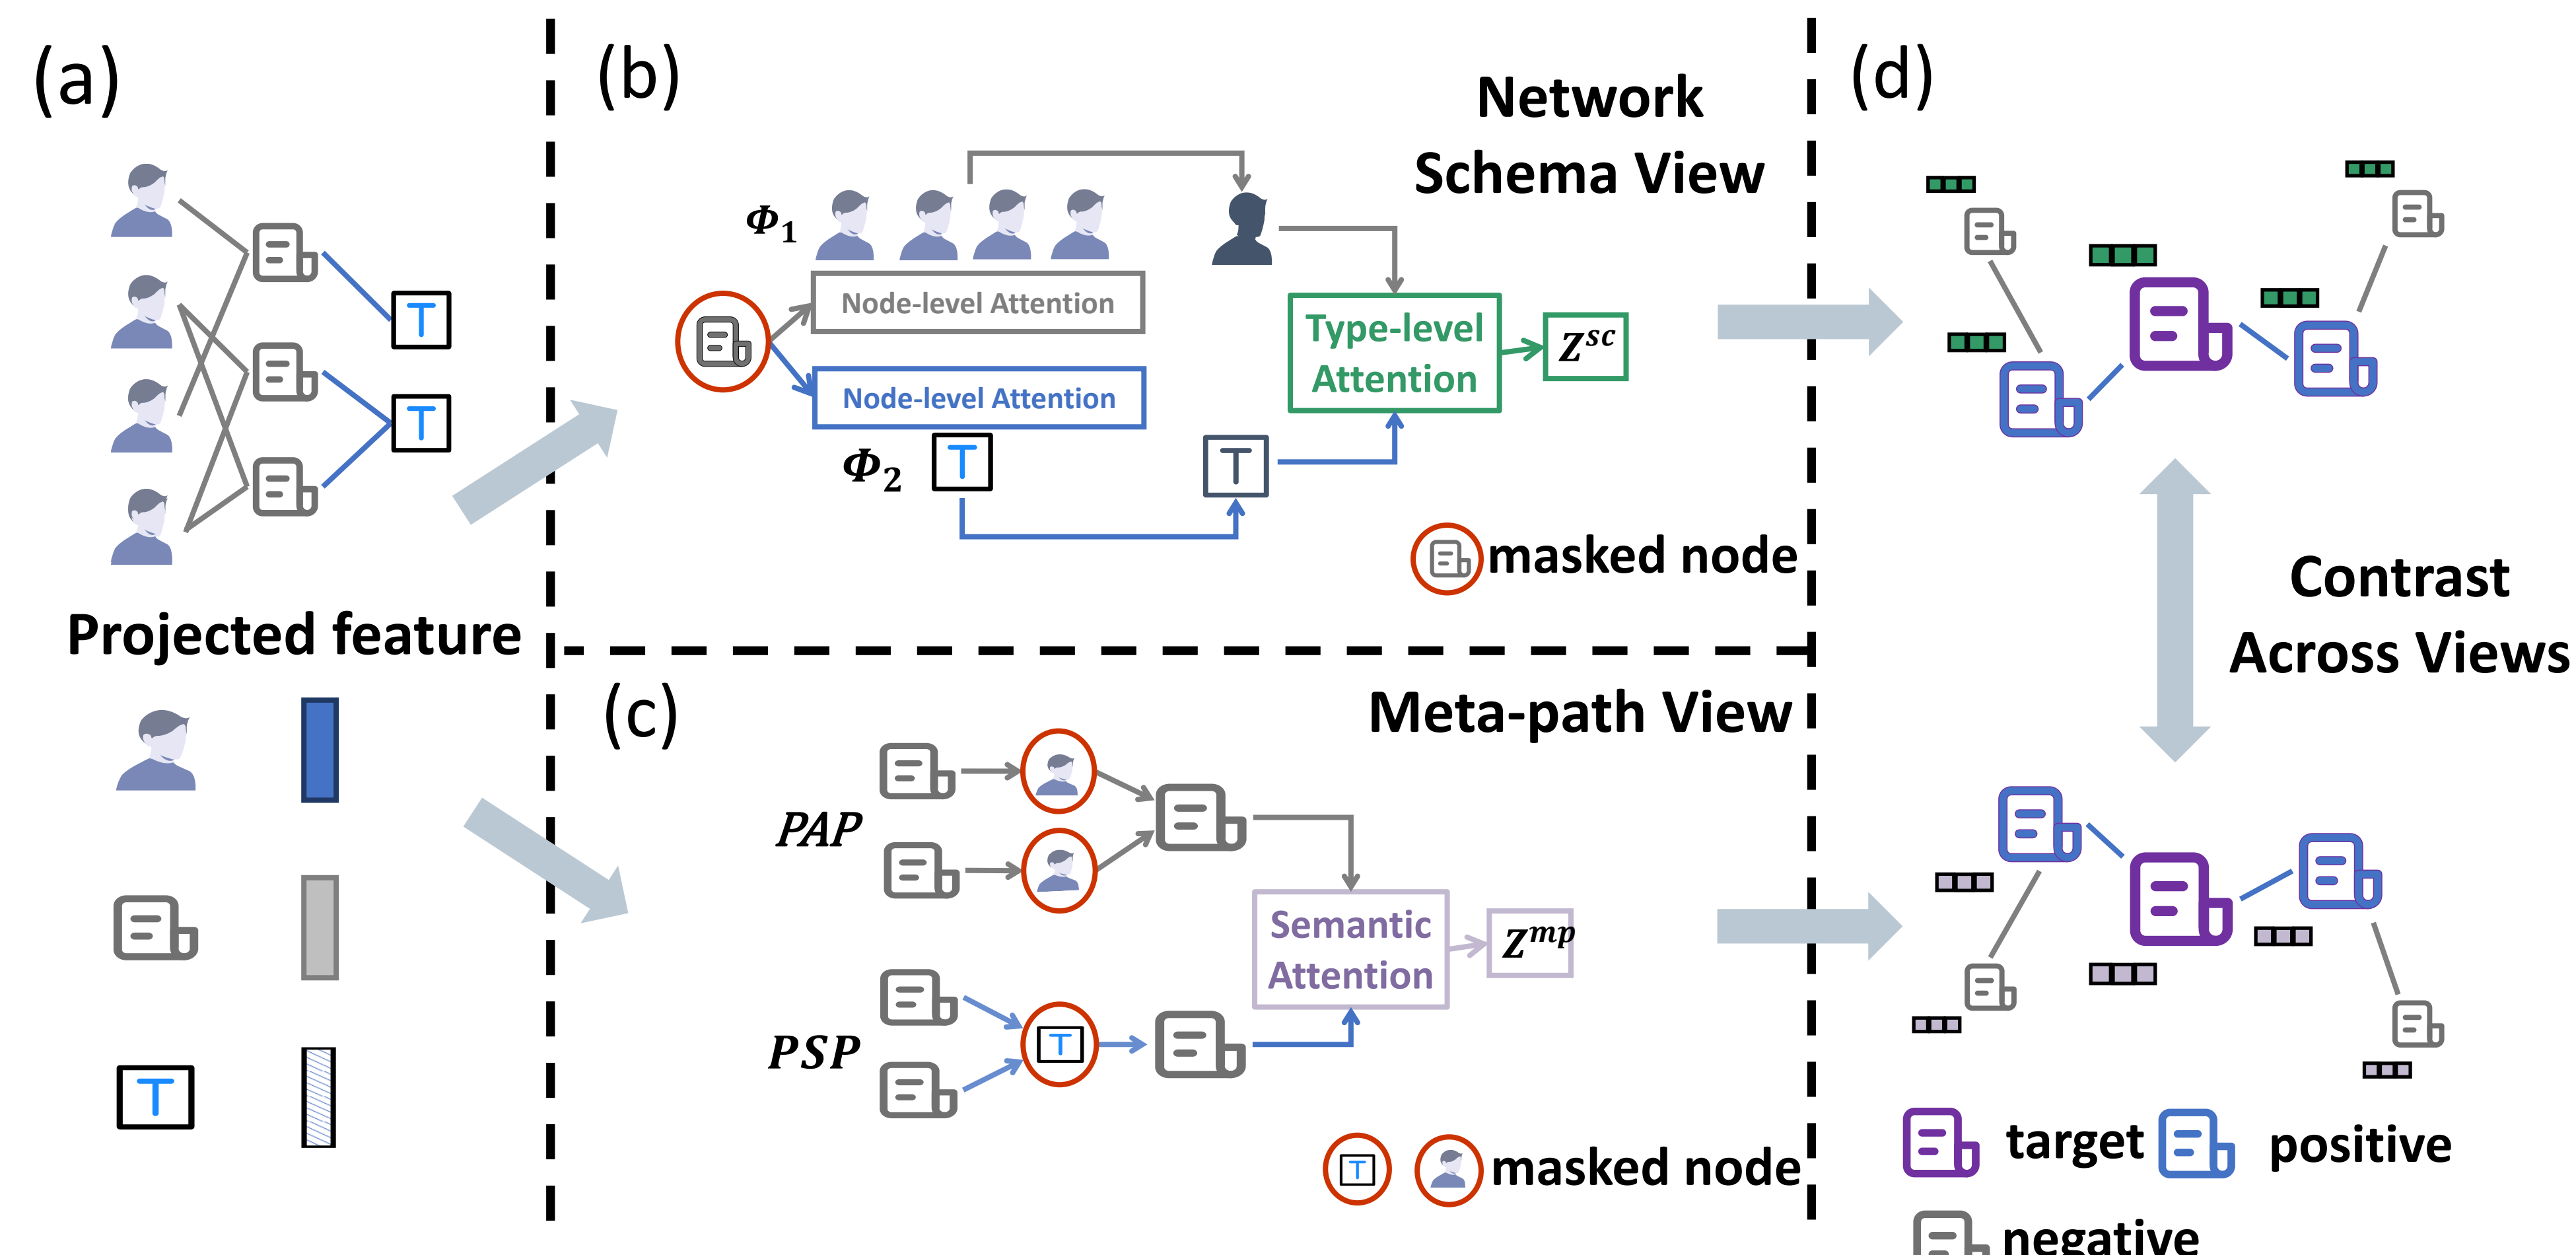 (a)
T
T
Projected feature
T
(b)
Network
Schema View
Φ1
Node-level Attention
Node-level Attention
Φ2
T
T
Type-level
Attention
Z^sc
masked node
(c)
Meta-path View
PAP
PSP
T
Semantic
Attention
Z^mp
T
masked node
(d)
Contrast
Across Views
target
positive
negative